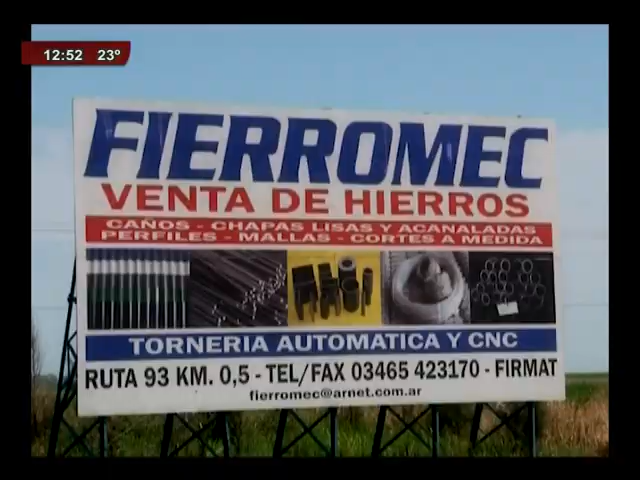 12:52 23º
FIERROMEC
VENTA DE HIERROS
CAÑOS - CHAPAS LISAS Y ACANALADAS
PERFILES - MALLAS - CORTES A MEDIDA
TORNERIA AUTOMATICA Y CNC
RUTA 93 KM. 0,5 - TEL/FAX 03465 423170 - FIRMAT
fierromec@arnet.com.ar